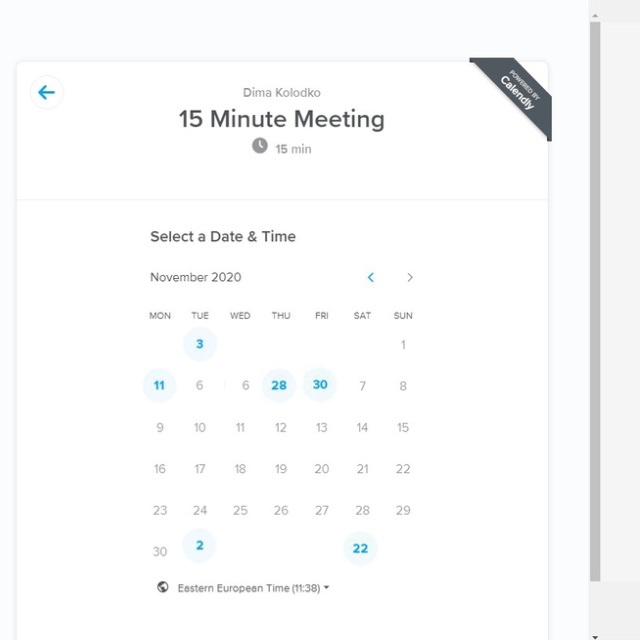 POWERED BY
Calendly
Dima Kolodko
15 Minute Meeting
15 min
Select a Date & Time
November 2020
MON TUE WED THU FRI SAT SUN
3 1
11 6 6 28 30 7 8
9 10 11 12 13 14 15
16 17 18 19 20 21 22
23 24 25 26 27 28 29
30 2 22
Eastern European Time (11:38)